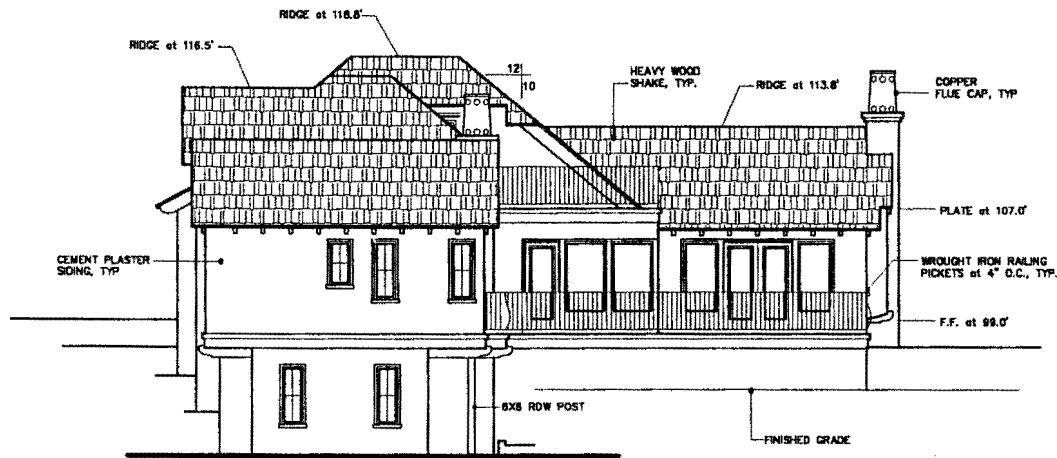 RIDGE at 118.8'
RIDGE at 116.5'
12
10
HEAVY WOOD
SHAKE, TYP.
RIDGE at 113.8'
COPPER
FLUE CAP, TYP
PLATE at 107.0'
CEMENT PLASTER
SIDING, TYP
WROUGHT IRON RAILING
PICKETS at 4" O.C., TYP.
F.F. at 99.0'
6X6 RDW POST
FINISHED GRADE